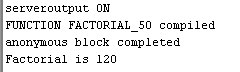 serveroutput ON
FUNCTION FACTORIAL_50 compiled
anonymous block completed
Factorial is 120